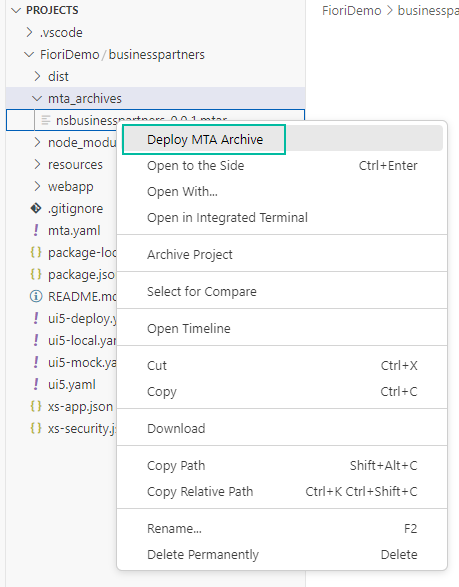 PROJECTS
FioriDemo > businesspartners
.vscode
FioriDemo / businesspartners
dist
mta_archives
nsbusinesspartners_0.0.1.mtar
node_modu
Deploy MTA Archive
Open to the Side Ctrl+Enter
Open With...
Open in Integrated Terminal
Archive Project
Select for Compare
Open Timeline
Cut Ctrl+X
Copy Ctrl+C
Download
Copy Path Shift+Alt+C
Copy Relative Path Ctrl+K Ctrl+Shift+C
Rename... F2
Delete Permanently Delete
resources
webapp
.gitignore
mta.yaml
package-loc
package.jso
README.md
ui5-deploy.y
ui5-local.yam
ui5-mock.ya
ui5.yaml
xs-app.json
xs-security.js